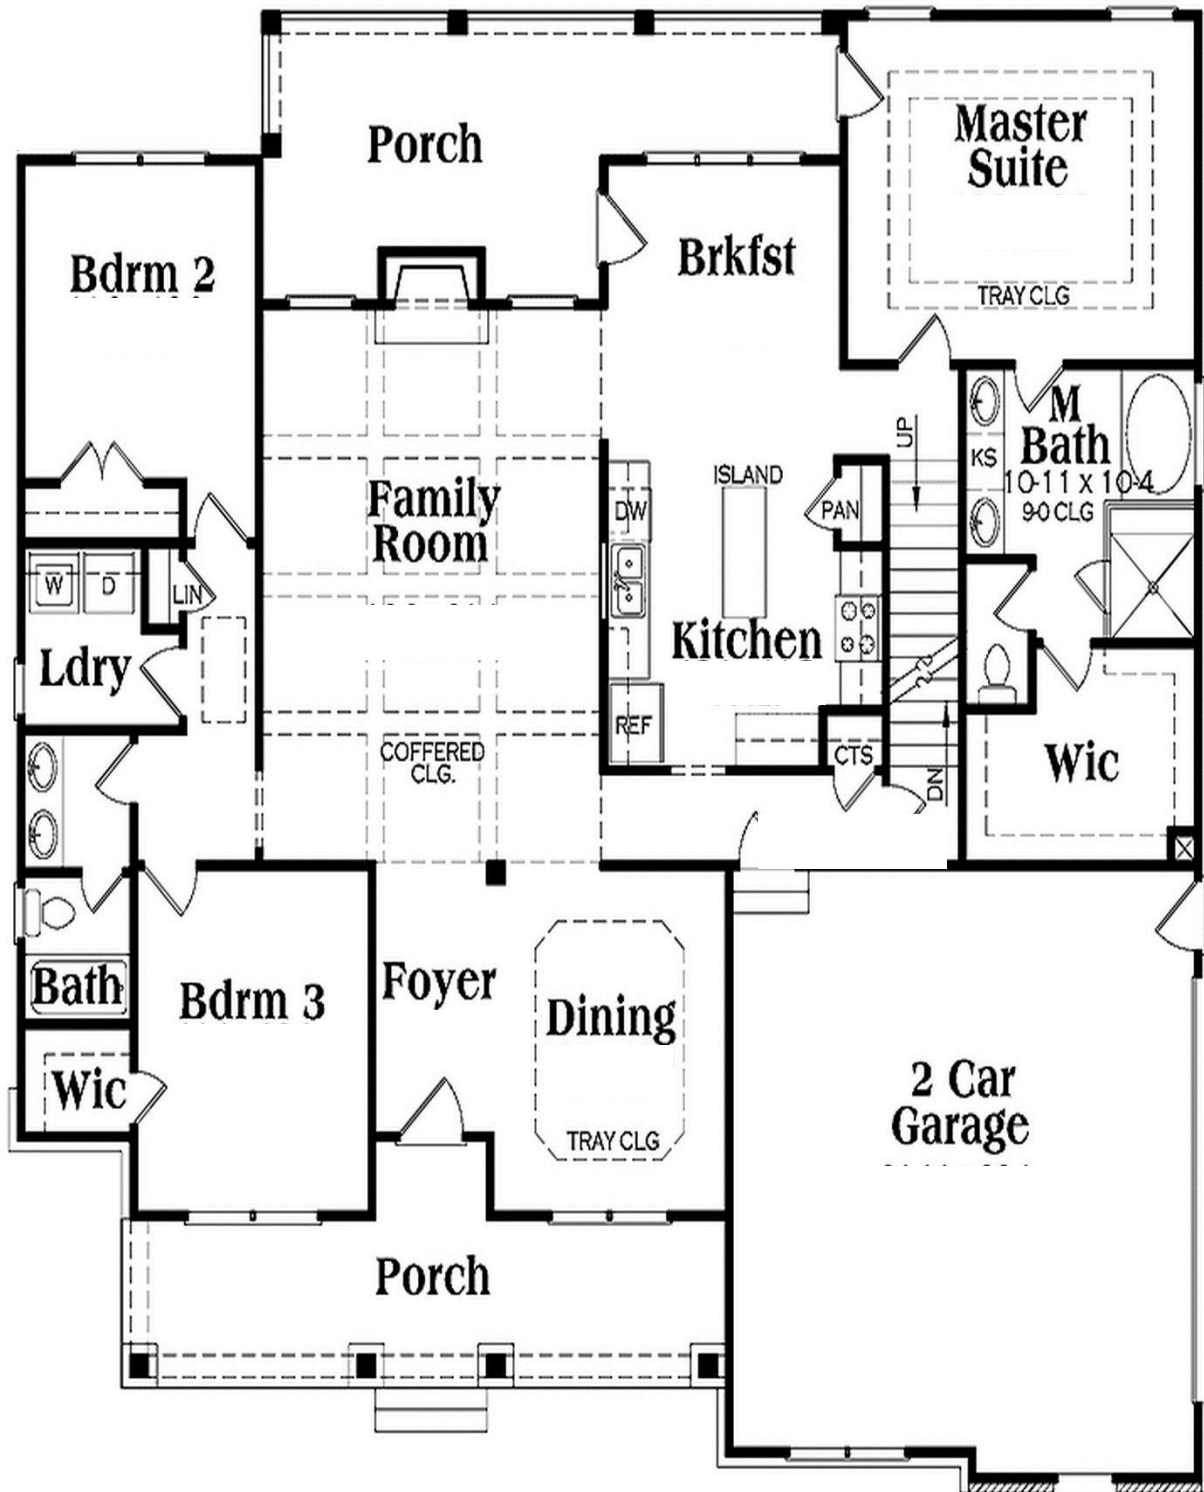 Porch
Master
Suite
TRAY CLG
Bdrm 2
Brkfst
UP
M
Bath
10-11 x 10-4
9-0 CLG
KS
Family
Room
ISLAND
DW
PAN
W
D
LIN
Ldry
Kitchen
REF
CTS
COFFERED
CLG.
DN
Wic
Bath
Bdrm 3
Foyer
Dining
TRAY CLG
Wic
2 Car
Garage
Porch